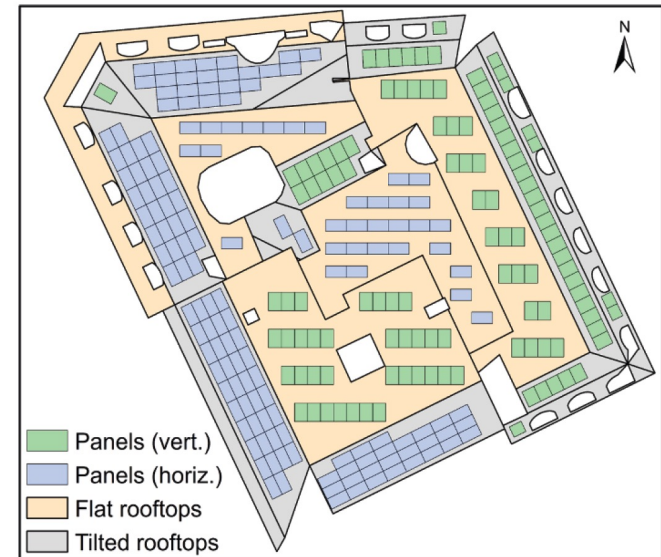 N
Panels (vert.)
Panels (horiz.)
Flat rooftops
Tilted rooftops